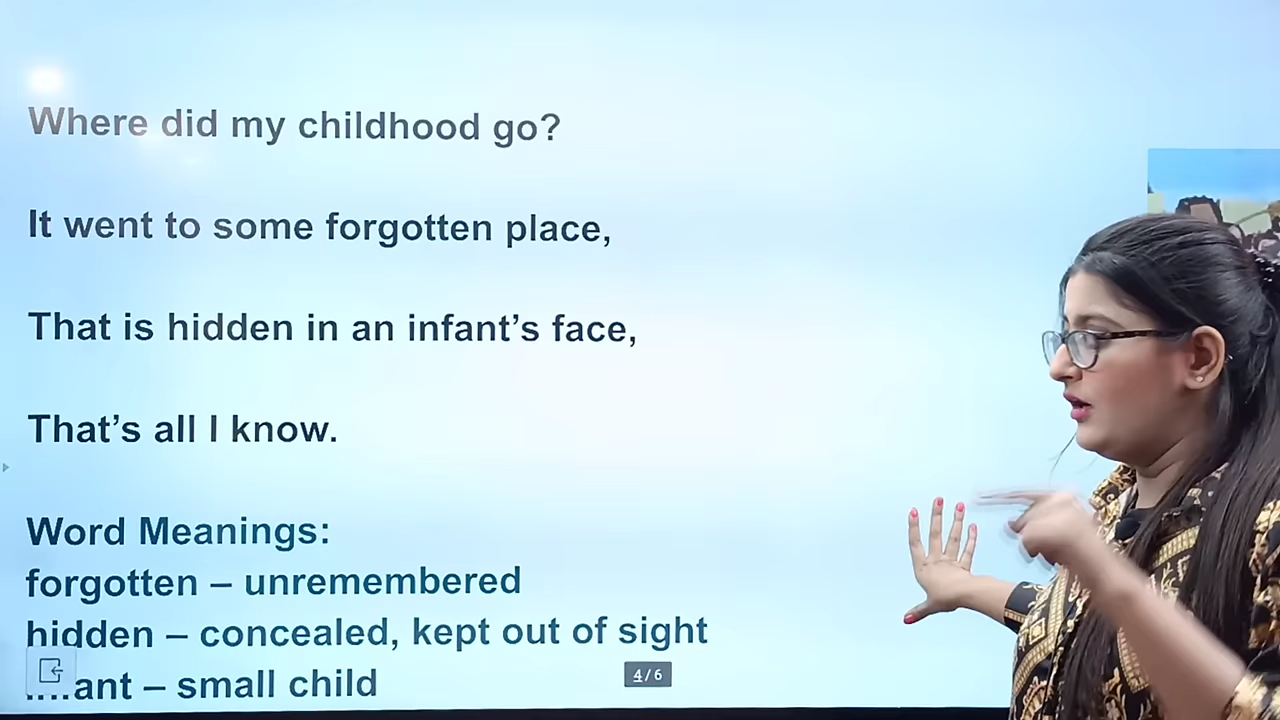 Where did my childhood go?
It went to some forgotten place,
That is hidden in an infant’s face,
That’s all I know.
Word Meanings:
forgotten – unremembered
hidden – concealed, kept out of sight
ant – small child
4/6